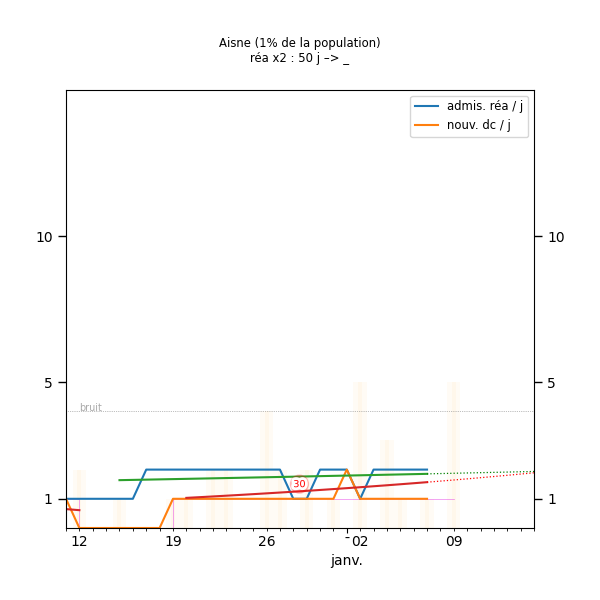 Aisne (1% de la population)
réa x2 : 50 j –> _
admis. réa / j
nouv. dc / j
10
10
5
5
bruit
(30)
1
1
12
19
26
02
09
janv.